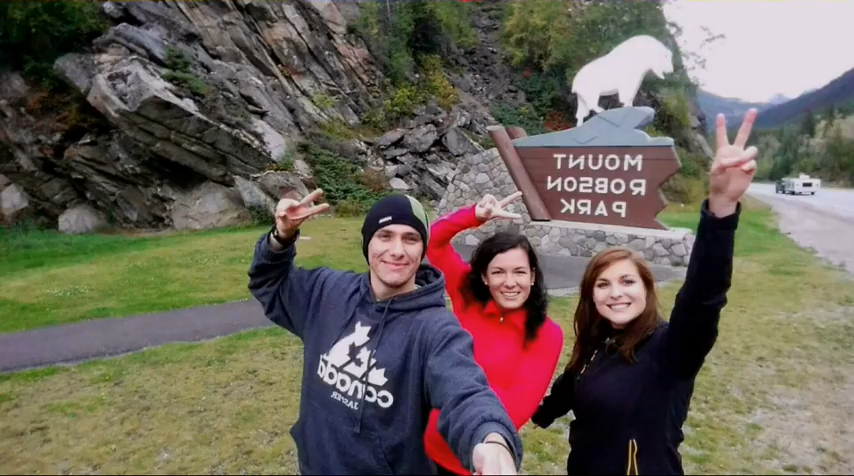 MOUNT
ROBSON
PARK
canada
JASPER